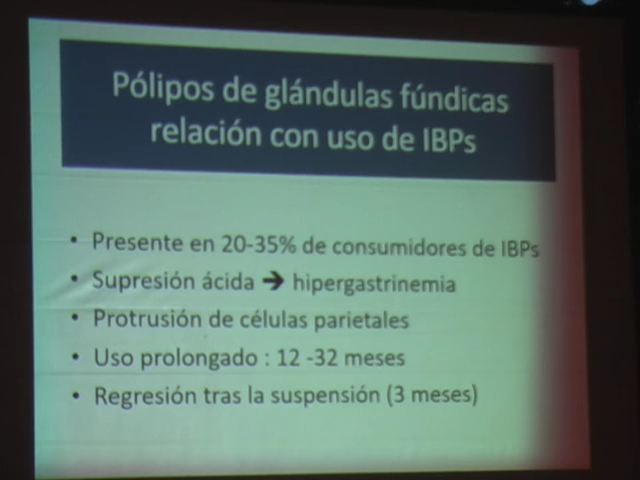 Pólipos de glándulas fúndicas
relación con uso de IBPs
• Presente en 20-35% de consumidores de IBPs
• Supresión ácida ➔ hipergastrinemia
• Protrusión de células parietales
• Uso prolongado : 12 -32 meses
• Regresión tras la suspensión (3 meses)